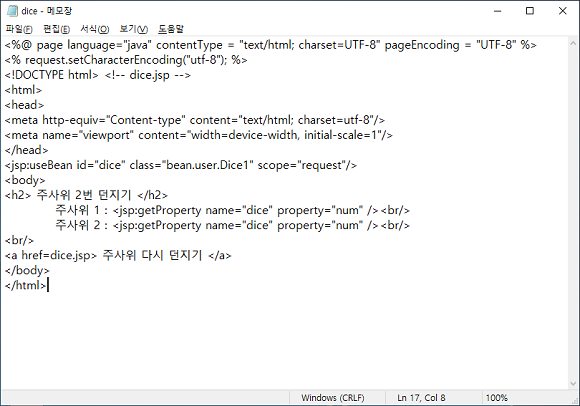 dice - 메모장
파일(F) 편집(E) 서식(O) 보기(V) 도움말
<%@ page language="java" contentType = "text/html; charset=UTF-8" pageEncoding = "UTF-8" %>
<% request.setCharacterEncoding("utf-8"); %>
<!DOCTYPE html> <!-- dice.jsp -->
<html>
<head>
<meta http-equiv="Content-type" content="text/html; charset=utf-8"/>
<meta name="viewport" content="width=device-width, initial-scale=1"/>
</head>
<jsp:useBean id="dice" class="bean.user.Dice1" scope="request"/>
<body>
<h2> 주사위 2번 던지기 </h2>
주사위 1 : <jsp:getProperty name="dice" property="num" /><br/>
주사위 2 : <jsp:getProperty name="dice" property="num" /><br/>
<br/>
<a href=dice.jsp> 주사위 다시 던지기 </a>
</body>
</html>
Windows (CRLF) Ln 17, Col 8 100%